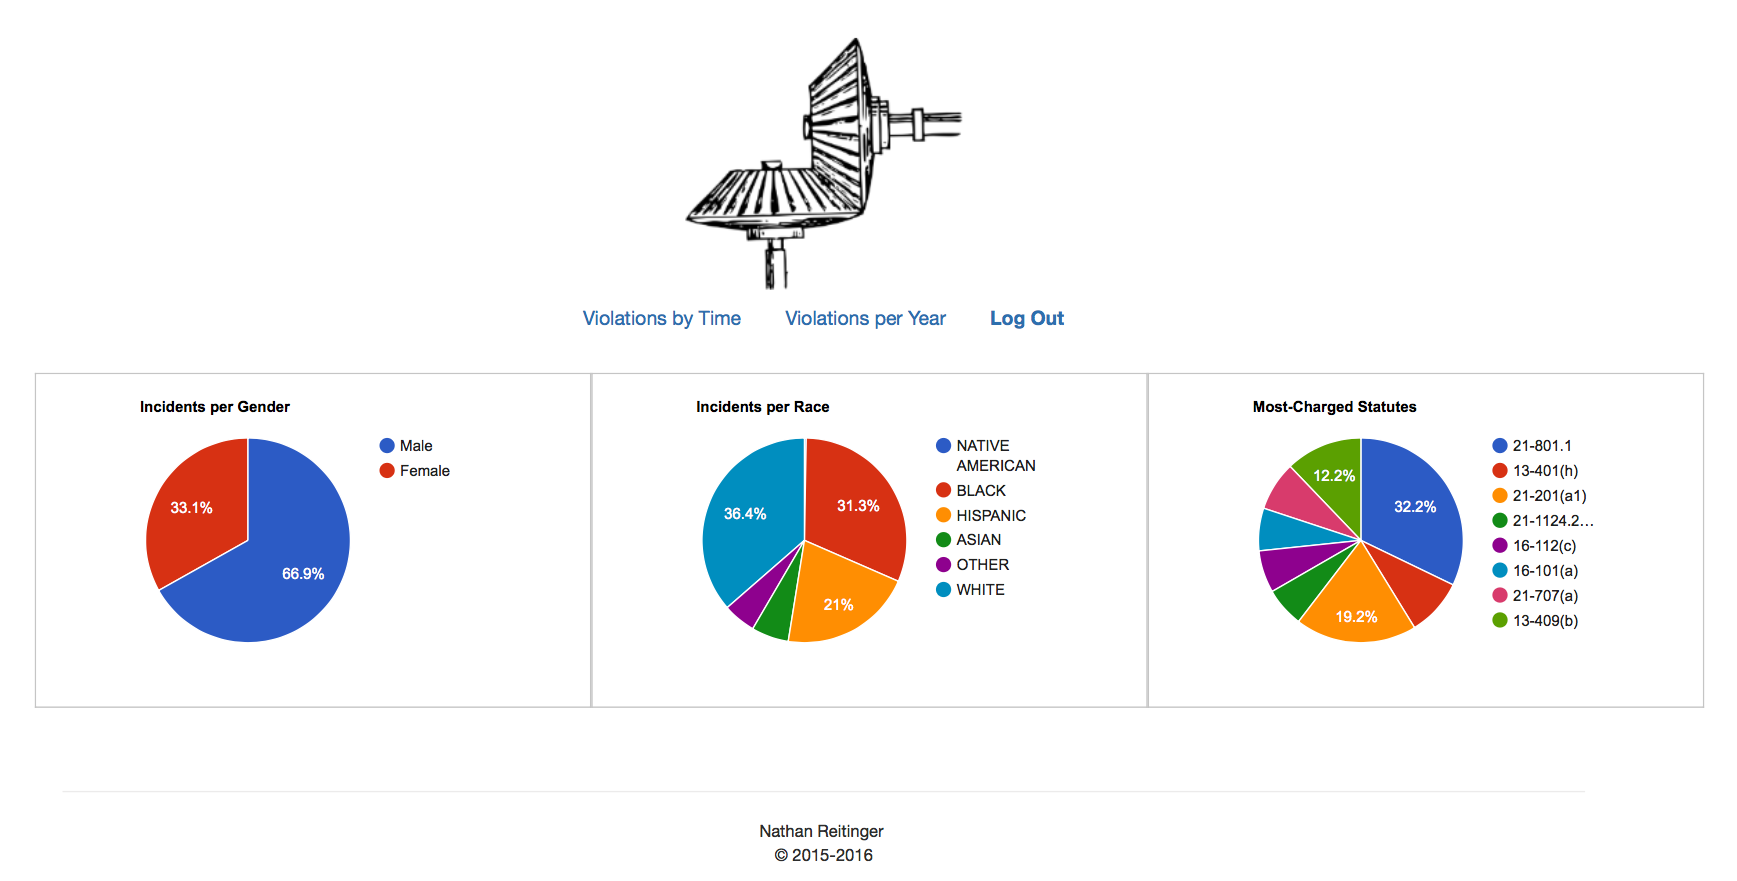 Violations by Time Violations per Year Log Out
Incidents per Gender
33.1%
66.9%
Male
Female
Incidents per Race
36.4%
31.3%
21%
NATIVE
AMERICAN
BLACK
HISPANIC
ASIAN
OTHER
WHITE
Most-Charged Statutes
12.2%
32.2%
19.2%
21-801.1
13-401(h)
21-201(a1)
21-1124.2...
16-112(c)
16-101(a)
21-707(a)
13-409(b)
Nathan Reitinger
© 2015-2016